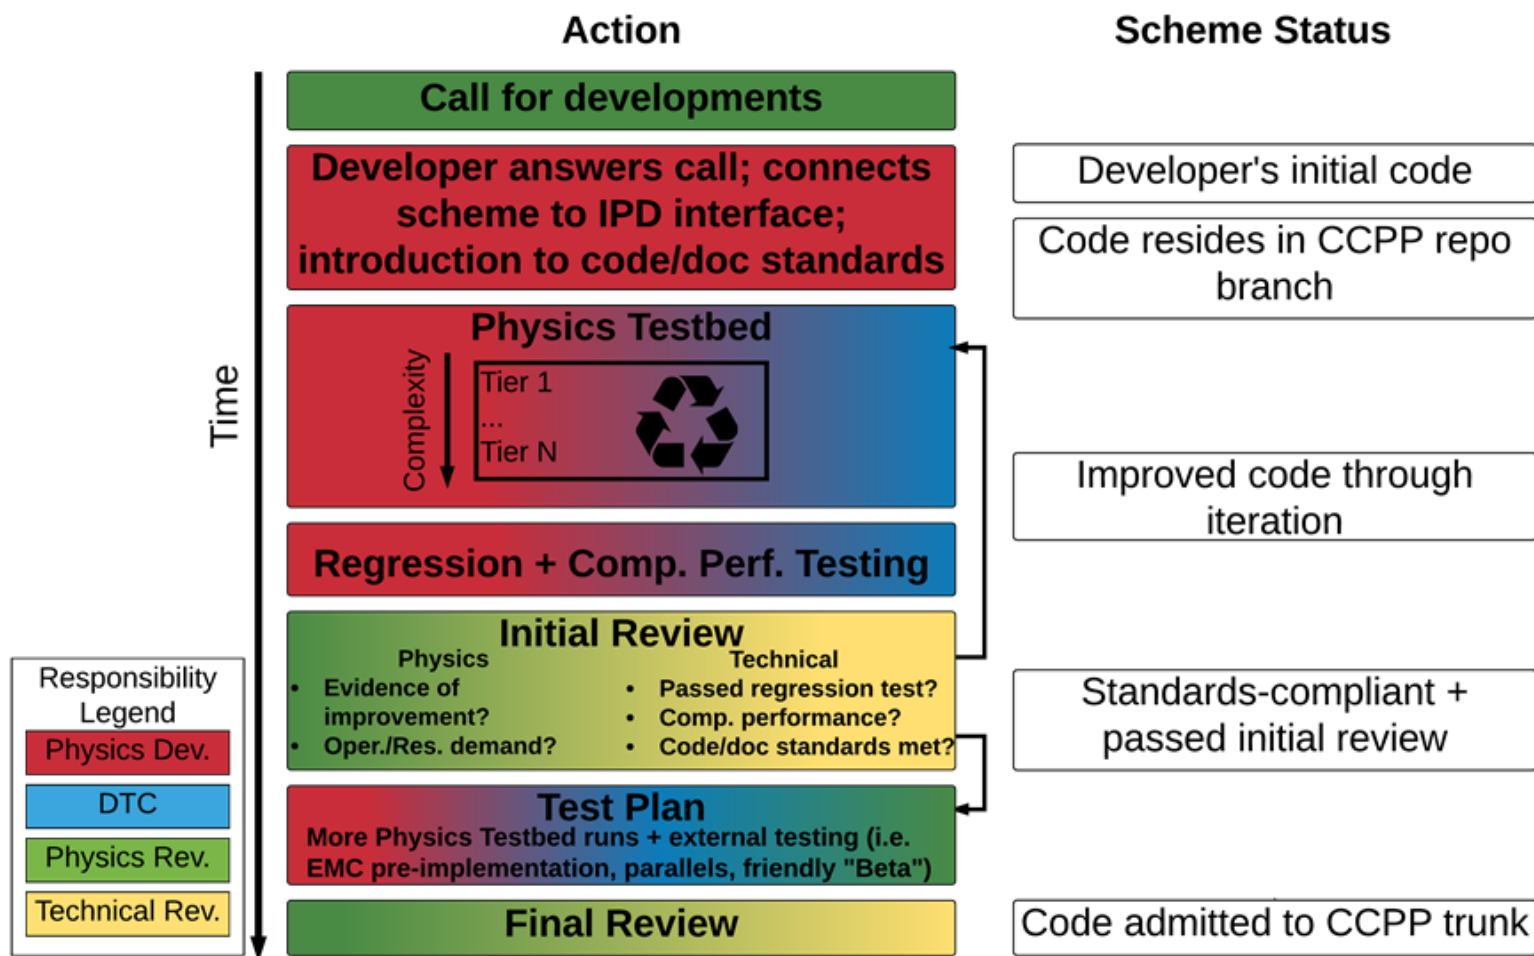 Action
Scheme Status
Call for developments
Developer answers call; connects
scheme to IPD interface;
introduction to code/doc standards
Developer's initial code
Code resides in CCPP repo
branch
Physics Testbed
Complexity
Tier 1
...
Tier N
Time
Improved code through
iteration
Regression + Comp. Perf. Testing
Initial Review
Physics
• Evidence of
improvement?
• Oper./Res. demand?
Technical
• Passed regression test?
• Comp. performance?
• Code/doc standards met?
Standards-compliant +
passed initial review
Test Plan
More Physics Testbed runs + external testing (i.e.
EMC pre-implementation, parallels, friendly "Beta")
Final Review
Code admitted to CCPP trunk
Responsibility
Legend
Physics Dev.
DTC
Physics Rev.
Technical Rev.